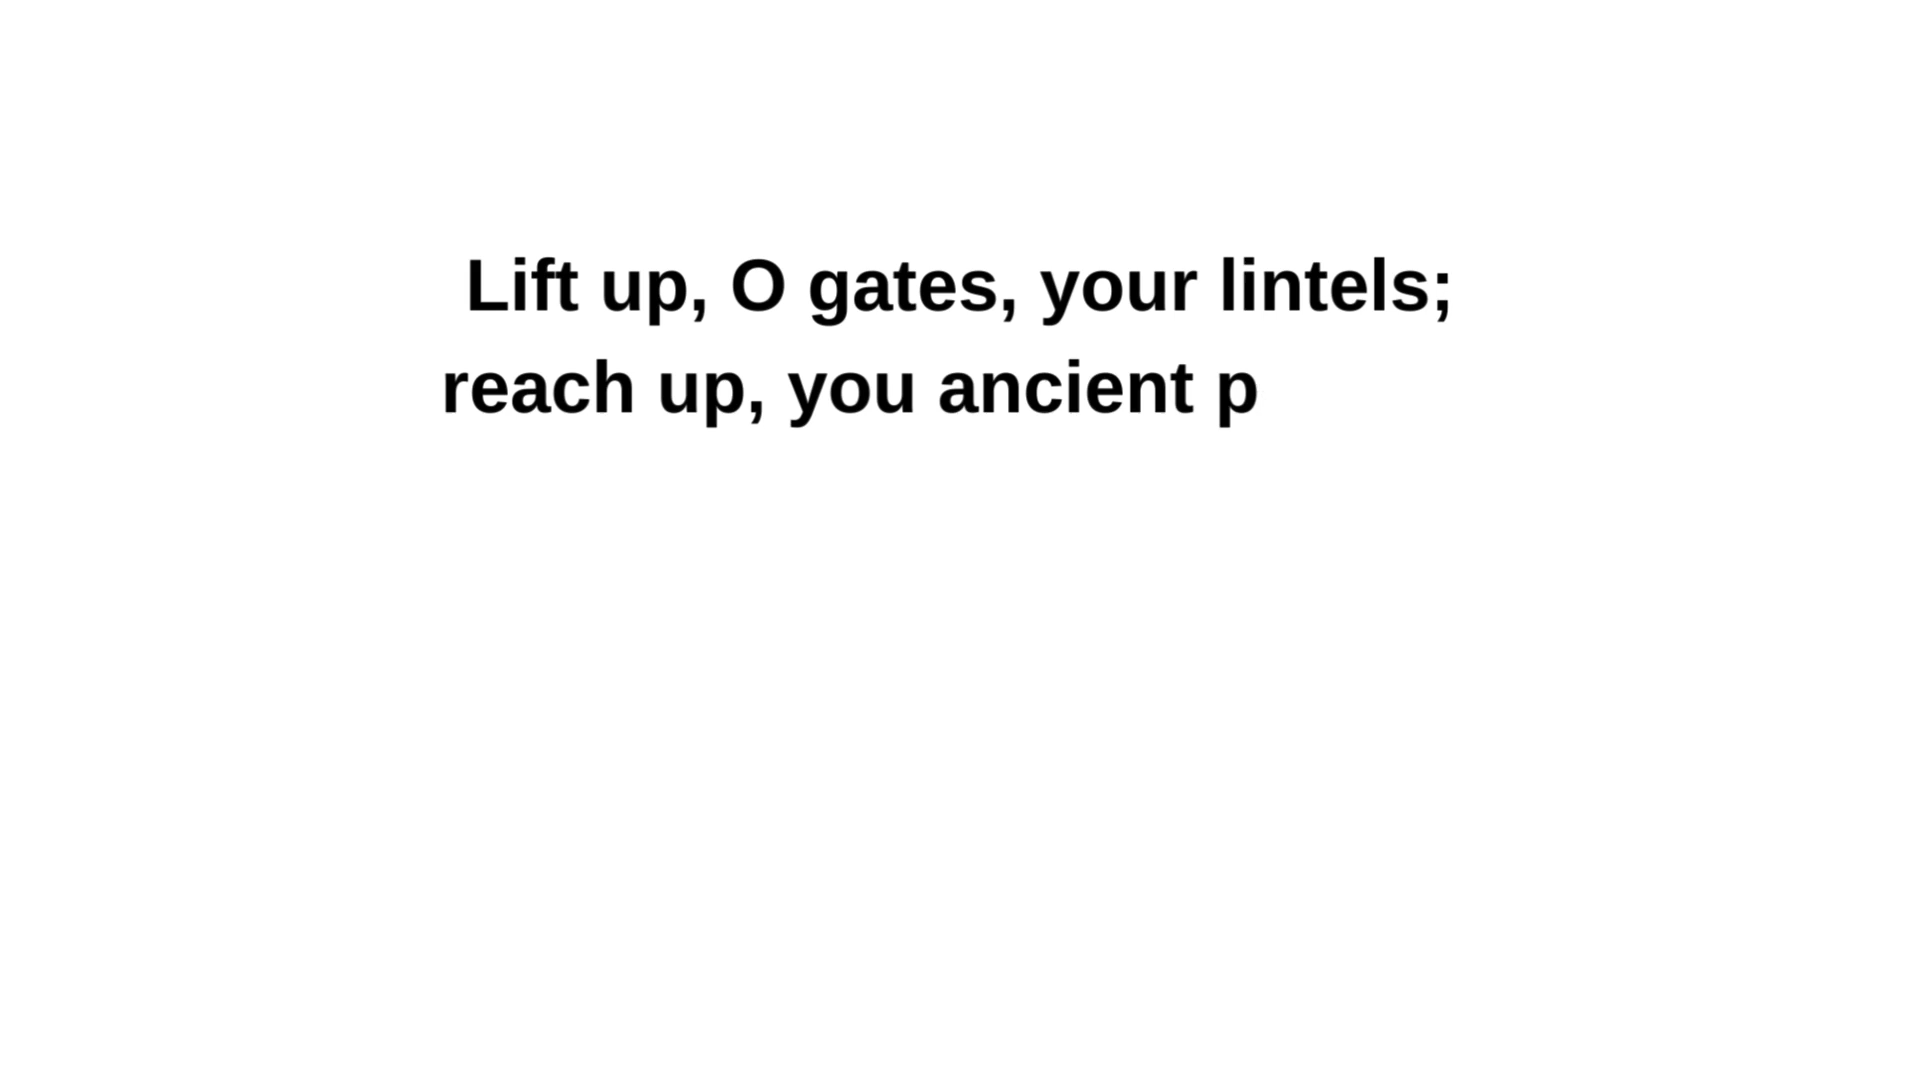 Lift up, O gates, your lintels;
reach up, you ancient p